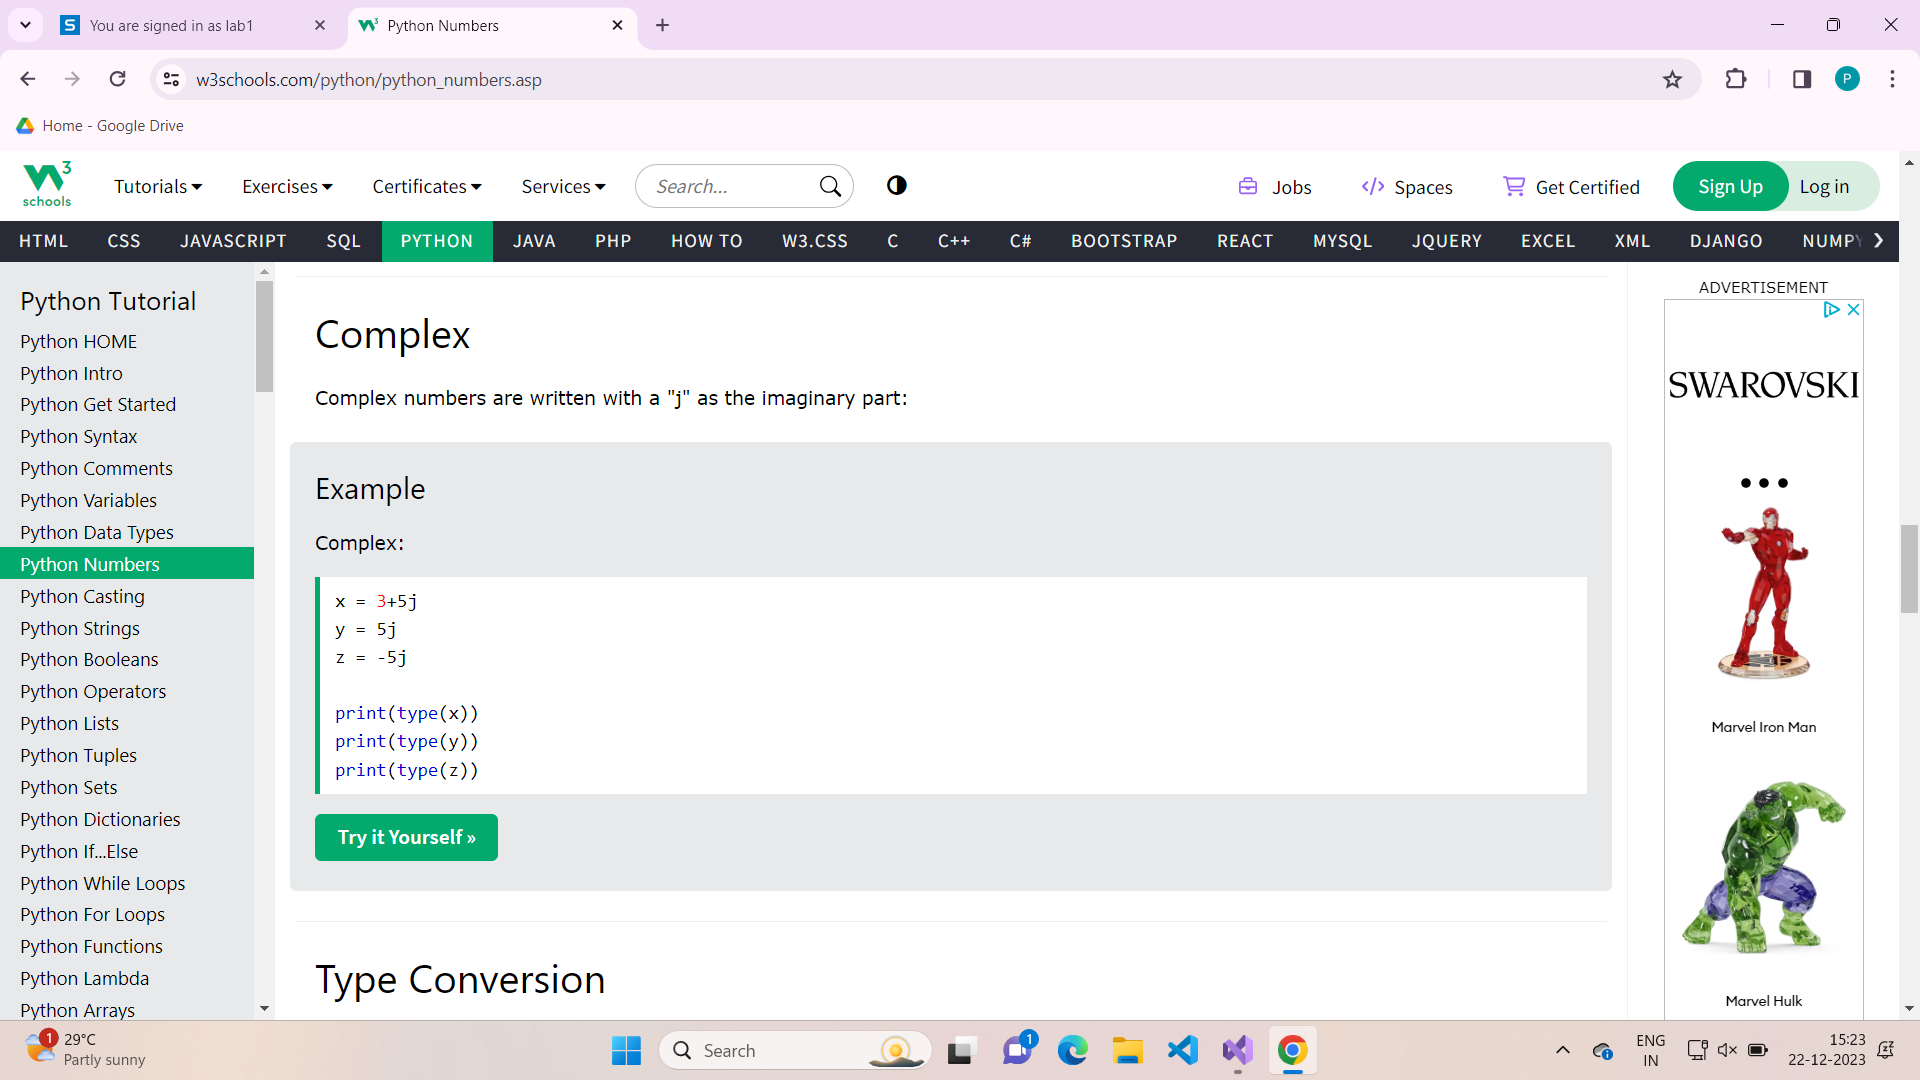 You are signed in as lab1
Python Numbers
w3schools.com/python/python_numbers.asp
P
Home - Google Drive
W3 schools
Tutorials
Exercises
Certificates
Services
Search...
Jobs
Spaces
Get Certified
Sign Up
Log in
HTML CSS JAVASCRIPT SQL PYTHON JAVA PHP HOW TO W3.CSS C C++ C# BOOTSTRAP REACT MYSQL JQUERY EXCEL XML DJANGO NUMPY
Python Tutorial
Python HOME
Python Intro
Python Get Started
Python Syntax
Python Comments
Python Variables
Python Data Types
Python Numbers
Python Casting
Python Strings
Python Booleans
Python Operators
Python Lists
Python Tuples
Python Sets
Python Dictionaries
Python If...Else
Python While Loops
Python For Loops
Python Functions
Python Lambda
Python Arrays
Complex
Complex numbers are written with a "j" as the imaginary part:
Example
Complex:
x = 3+5j
y = 5j
z = -5j
print(type(x))
print(type(y))
print(type(z))
Try it Yourself »
Type Conversion
ADVERTISEMENT
SWAROVSKI
Marvel Iron Man
Marvel Hulk
1
29°C
Partly sunny
Search
1
ENG
IN
15:23
22-12-2023